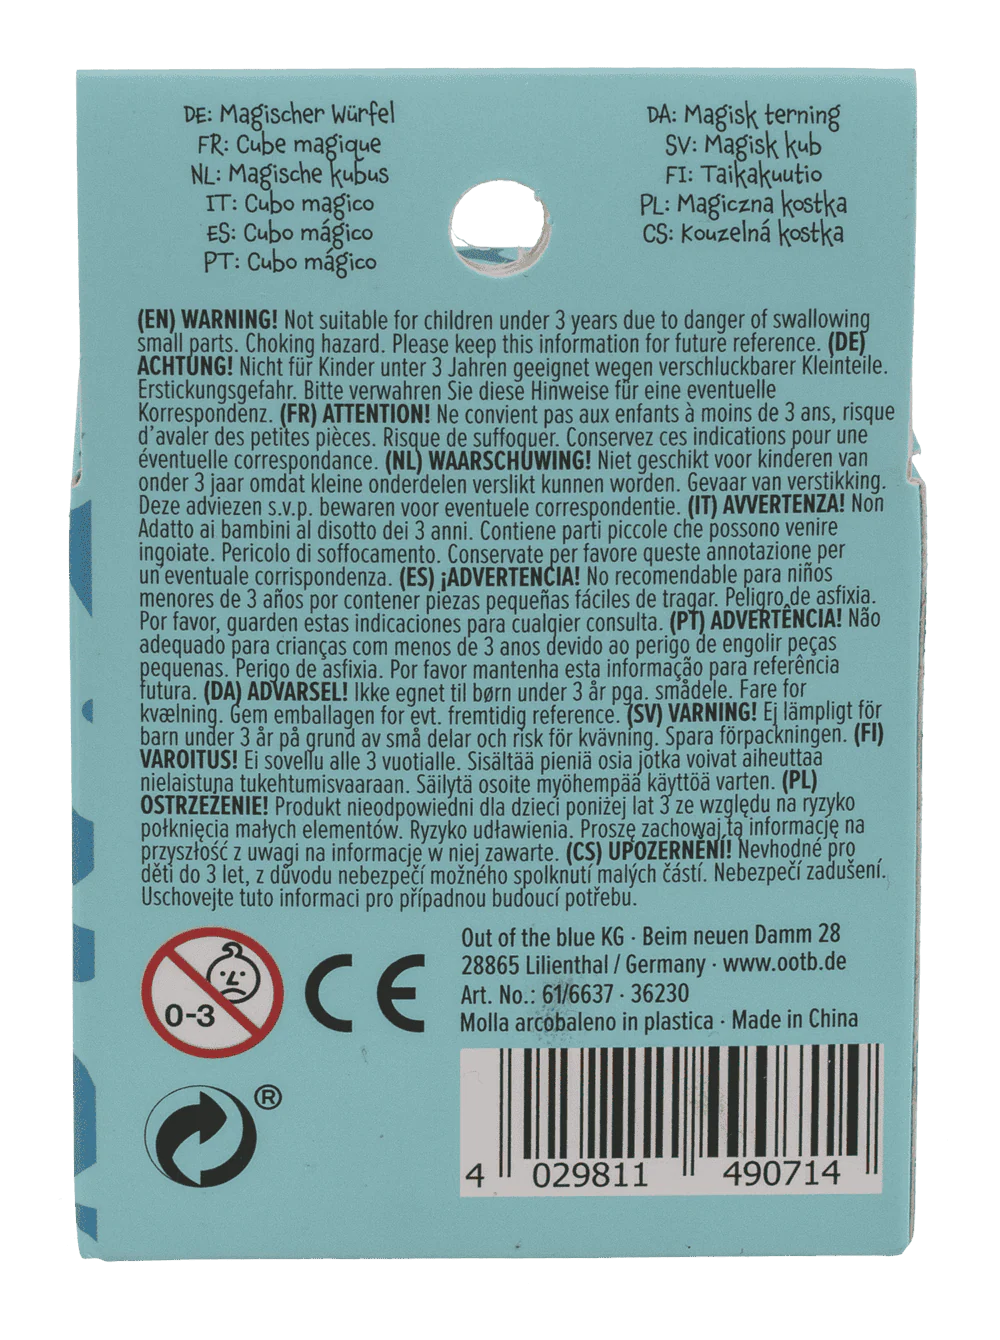 DE: Magischer Würfel
FR: Cube magique
NL: Magische kubus
IT: Cubo magico
ES: Cubo mágico
PT: Cubo mágico
DA: Magisk terning
SV: Magisk kub
FI: Taikakuutio
PL: Magiczna kostka
CS: Kouzelná kostka
(EN) WARNING! Not suitable for children under 3 years due to danger of swallowing
small parts. Choking hazard. Please keep this information for future reference. (DE)
ACHTUNG! Nicht für Kinder unter 3 Jahren geeignet wegen verschluckbarer Kleinteile.
Erstickungsgefahr. Bitte verwahren Sie diese Hinweise für eine eventuelle
Korrespondenz. (FR) ATTENTION! Ne convient pas aux enfants à moins de 3 ans, risque
d'avaler des petites pièces. Risque de suffoquer. Conservez ces indications pour une
éventuelle correspondance. (NL) WAARSCHUWING! Niet geschikt voor kinderen van
onder 3 jaar omdat kleine onderdelen verslikt kunnen worden. Gevaar van verstikking.
Deze adviezen s.v.p. bewaren voor eventuele correspondentie. (IT) AVVERTENZA! Non
Adatto ai bambini al disotto dei 3 anni. Contiene parti piccole che possono venire
ingoiate. Pericolo di soffocamento. Conservate per favore queste annotazione per
un'eventuale corrispondenza. (ES) ¡ADVERTENCIA! No recomendable para niños
menores de 3 años por contener piezas pequeñas fáciles de tragar. Peligro de asfixia.
Por favor, guarden estas indicaciones para cualqier consulta. (PT) ADVERTÊNCIA! Não
adequado para crianças com menos de 3 anos devido ao perigo de engolir peças
pequenas. Perigo de asfixia. Por favor mantenha esta informação para referência
futura. (DA) ADVARSEL! Ikke egnet til børn under 3 år pga. smådele. Fare for
kvælning. Gem emballagen for evt. fremtidig reference. (SV) VARNING! Ej lämpligt för
barn under 3 år på grund av små delar och risk för kvävning. Spara förpackningen. (FI)
VAROITUS! Ei sovellu alle 3 vuotialle. Sisältää pieniä osia jotka voivat aiheuttaa
nielaistuna tukehtumisvaaraan. Säilytä osoite myöhempää käyttöä varten. (PL)
OSTRZEŻENIE! Produkt nieodpowiedni dla dzieci poniżej lat 3 ze względu na ryzyko
połknięcia małych elementów. Ryzyko udławienia. Proszę zachować tą informację na
przyszłość z uwagi na informacje w niej zawarte. (CS) UPOZERNĚNÍ! Nevhodné pro
děti do 3 let, z důvodu nebezpečí možného spolknutí malých částí. Nebezpečí zadušení.
Uschovejte tuto informaci pro případnou budoucí potřebu.
0-3
CE
®
Out of the blue KG · Beim neuen Damm 28
28865 Lilienthal / Germany · www.ootb.de
Art. No.: 61/6637 · 36230
Molla arcobaleno in plastica · Made in China
4 029811 490714